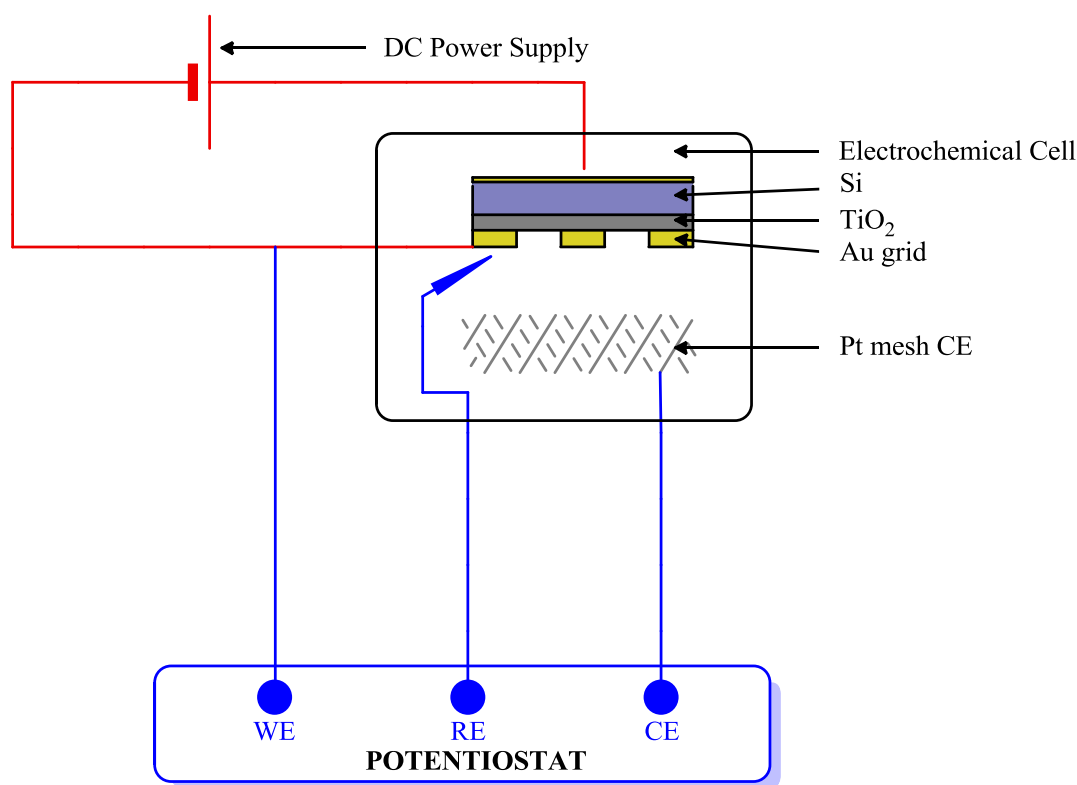 DC Power Supply
Electrochemical Cell
Si
TiO₂
Au grid
Pt mesh CE
WE
RE
CE
POTENTIOSTAT